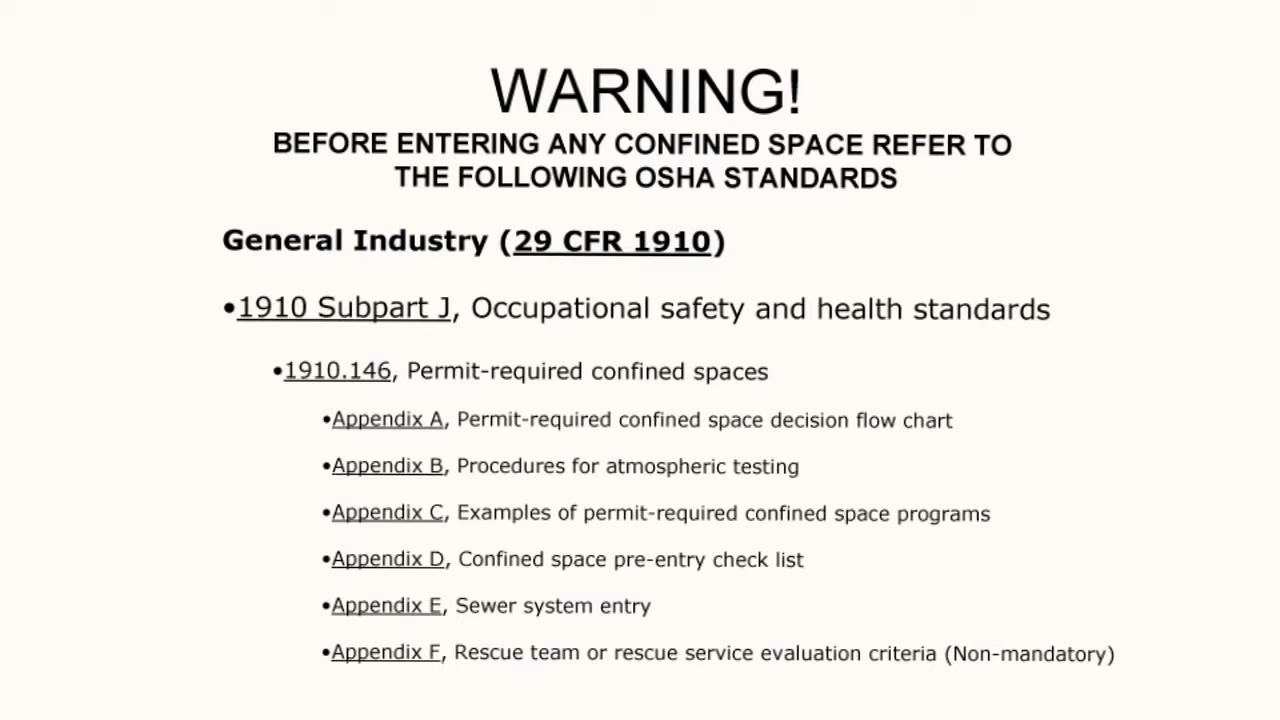 WARNING!
BEFORE ENTERING ANY CONFINED SPACE REFER TO
THE FOLLOWING OSHA STANDARDS
General Industry (29 CFR 1910)
•1910 Subpart J, Occupational safety and health standards
•1910.146, Permit-required confined spaces
•Appendix A, Permit-required confined space decision flow chart
•Appendix B, Procedures for atmospheric testing
•Appendix C, Examples of permit-required confined space programs
•Appendix D, Confined space pre-entry check list
•Appendix E, Sewer system entry
•Appendix F, Rescue team or rescue service evaluation criteria (Non-mandatory)